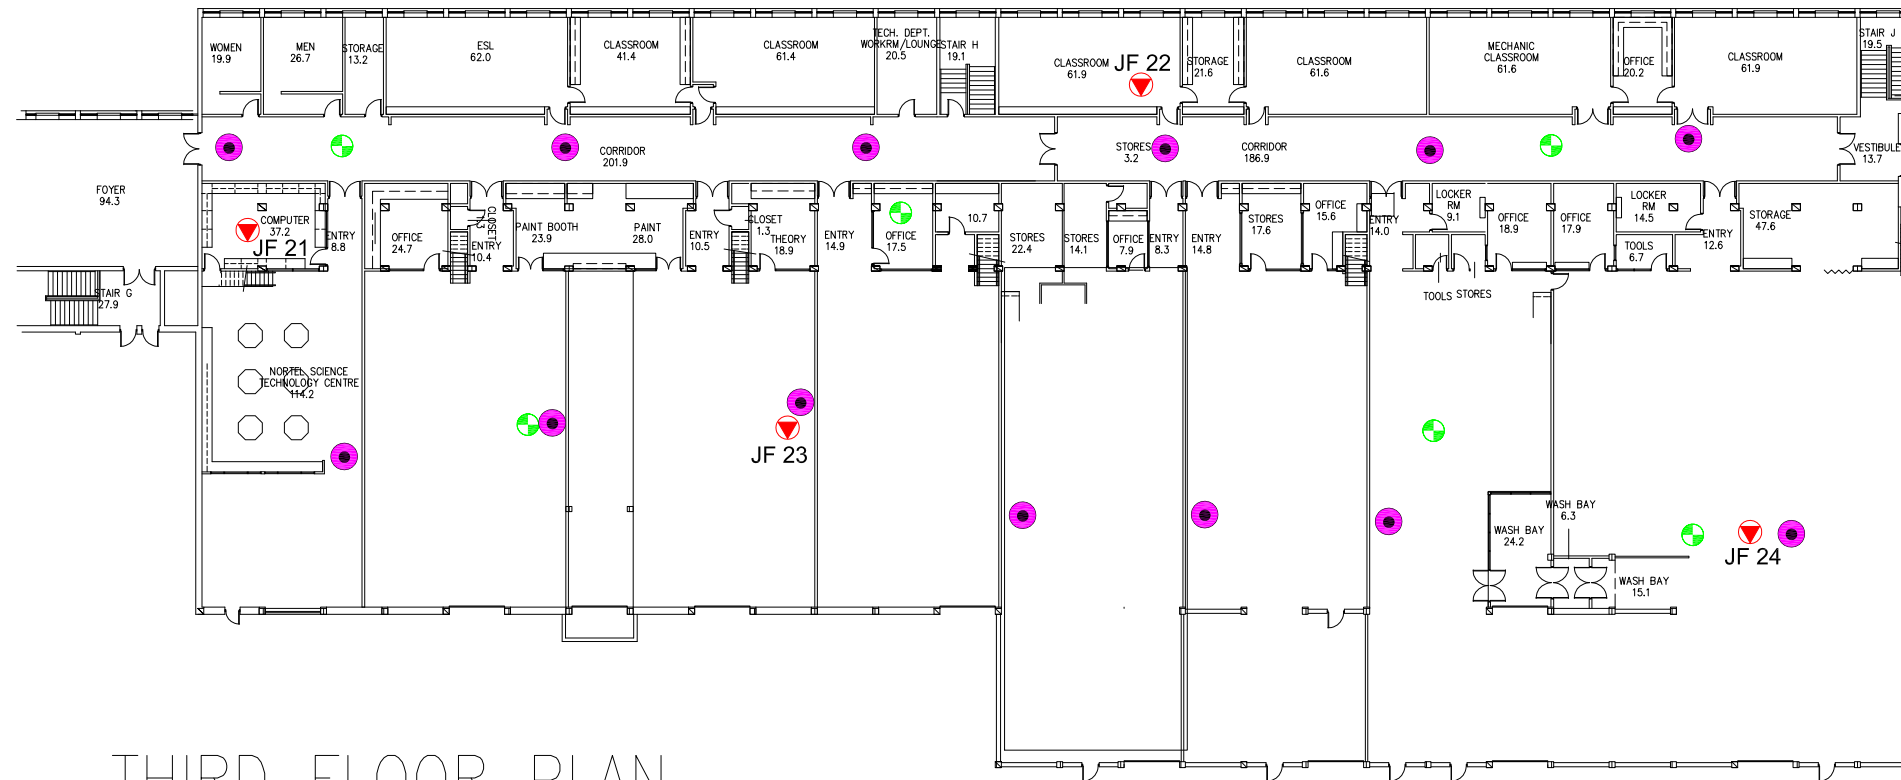 WOMEN
19.9
MEN
26.7
STORAGE
13.2
ESL
62.0
CLASSROOM
41.4
CLASSROOM
61.4
TECH. DEPT.
WORKRM/LOUNGE
20.5
STAIR H
19.1
CLASSROOM
61.9
JF 22
STORAGE
21.6
CLASSROOM
61.6
MECHANIC
CLASSROOM
61.6
OFFICE
20.2
CLASSROOM
61.9
STAIR J
19.5
CORRIDOR
201.9
STORES
3.2
CORRIDOR
186.9
VESTIBULE
13.7
FOYER
94.3
COMPUTER
37.2
JF 21
ENTRY
8.8
OFFICE
24.7
CLOSET
1.3
ENTRY
10.4
PAINT BOOTH
23.9
PAINT
28.0
ENTRY
10.5
CLOSET
1.3
THEORY
18.9
ENTRY
14.9
OFFICE
17.5
10.7
STORES
22.4
STORES
14.1
OFFICE
7.9
ENTRY
8.3
ENTRY
14.8
STORES
17.6
OFFICE
15.6
ENTRY
14.0
LOCKER
RM
9.1
OFFICE
18.9
OFFICE
17.9
LOCKER
RM
14.5
TOOLS
6.7
ENTRY
12.6
STORAGE
47.6
STAIR G
27.9
TOOLS
STORES
NORTEL SCIENCE
TECHNOLOGY CENTRE
114.2
JF 23
WASH BAY
24.2
WASH BAY
6.3
WASH BAY
15.1
JF 24
THIRD FLOOR PLAN